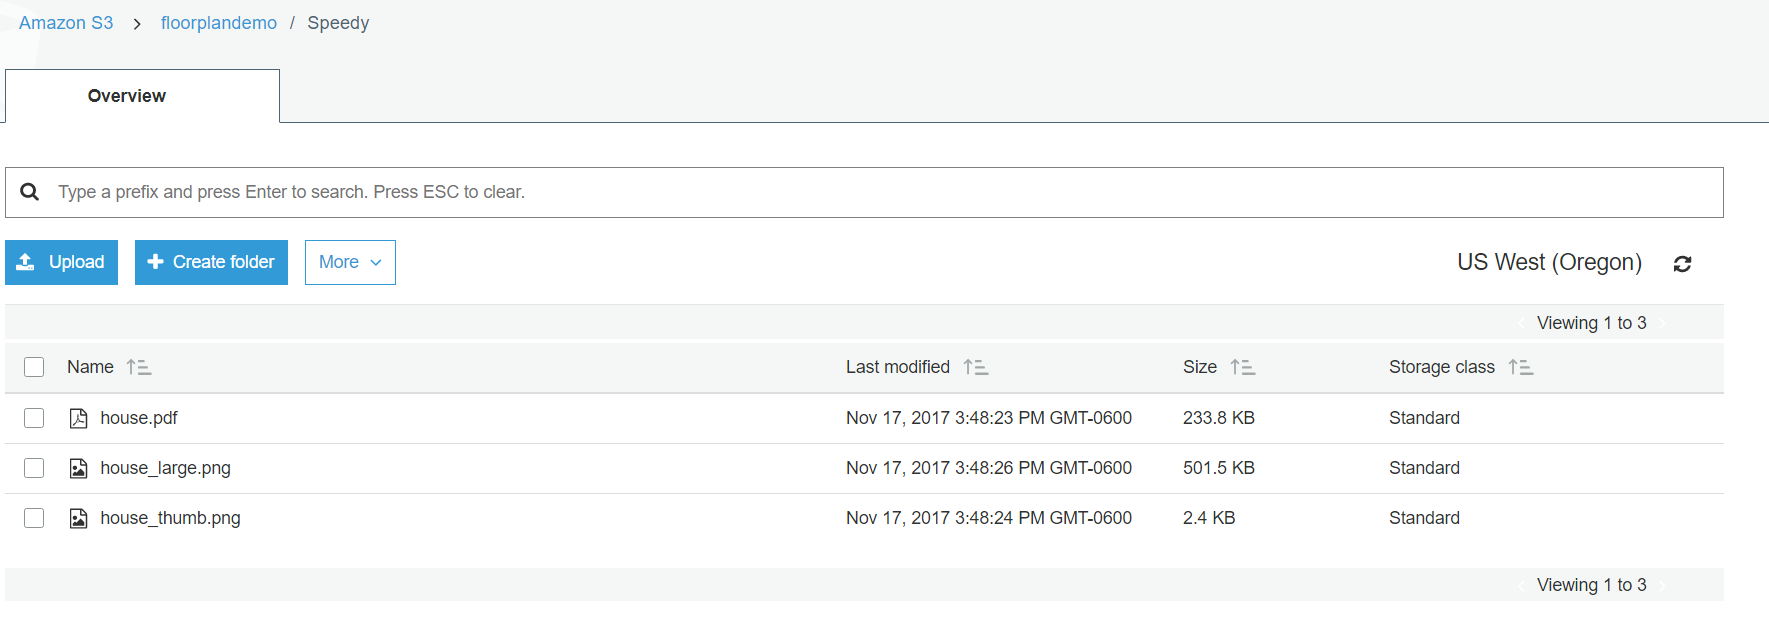 Amazon S3 > floorplandemo / Speedy
Overview
Type a prefix and press Enter to search. Press ESC to clear.
Upload Create folder More US West (Oregon)
Viewing 1 to 3
Name Last modified Size Storage class
house.pdf Nov 17, 2017 3:48:23 PM GMT-0600 233.8 KB Standard
house_large.png Nov 17, 2017 3:48:26 PM GMT-0600 501.5 KB Standard
house_thumb.png Nov 17, 2017 3:48:24 PM GMT-0600 2.4 KB Standard
Viewing 1 to 3